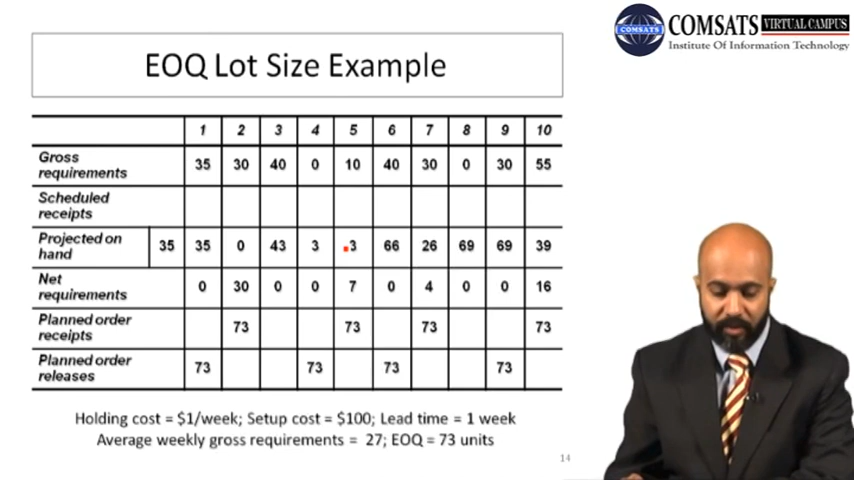 COMSATS
COMSATS VIRTUAL CAMPUS
Institute Of Information Technology
EOQ Lot Size Example
1 2 3 4 5 6 7 8 9 10
Gross requirements 35 30 40 0 10 40 30 0 30 55
Scheduled receipts
Projected on hand 35 35 0 43 3 3 66 26 69 69 39
Net requirements 0 30 0 0 7 0 4 0 0 16
Planned order receipts 73 73 73 73
Planned order releases 73 73 73 73
Holding cost = $1/week; Setup cost = $100; Lead time = 1 week
Average weekly gross requirements = 27; EOQ = 73 units
14